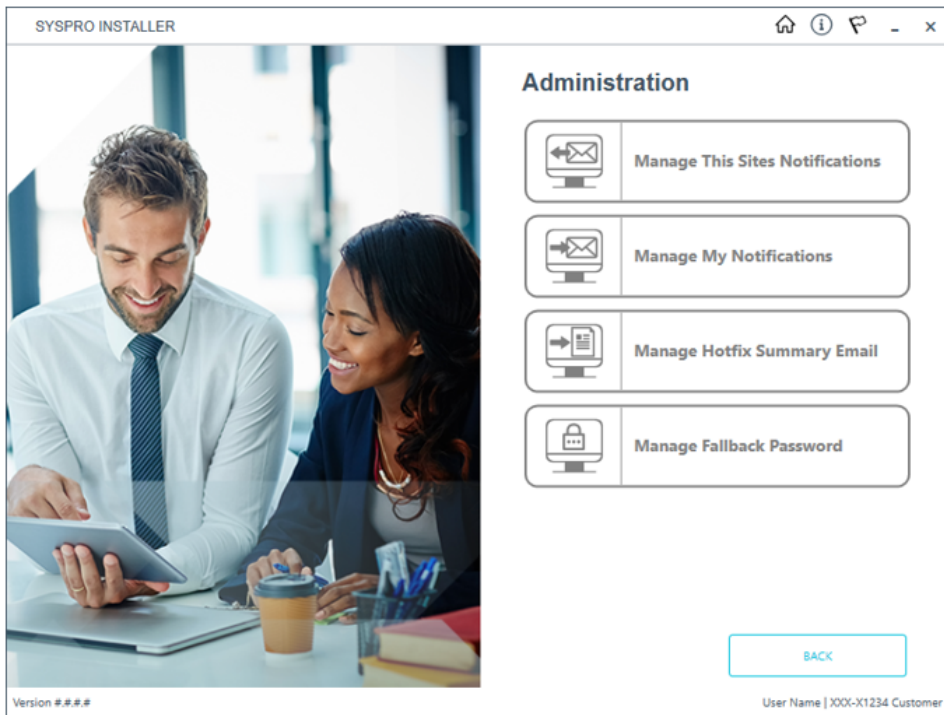 SYSPRO INSTALLER
Administration
Manage This Sites Notifications
Manage My Notifications
Manage Hotfix Summary Email
Manage Fallback Password
BACK
Version #.#.#.#
User Name | XXX-X1234 Customer